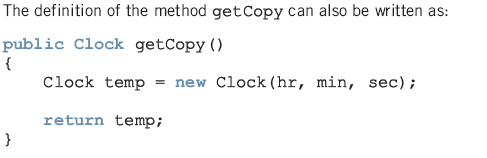 The definition of the method getCopy can also be written as:
public Clock getCopy()
{
    Clock temp = new Clock(hr, min, sec);
    return temp;
}